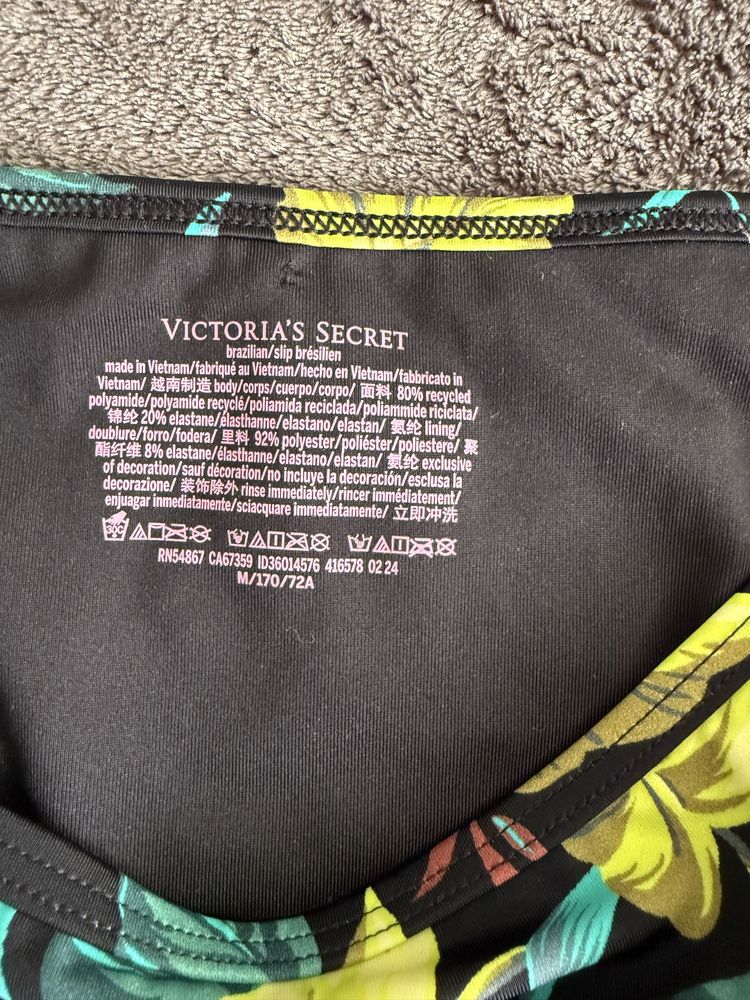 VICTORIA'S SECRET
brazilian/slip brésilien
made in Vietnam/fabriqué au Vietnam/hecho en Vietnam/fabbricato in
Vietnam/ 越南制造 body/corps/cuerpo/corpo/ 面料 80% recycled
polyamide/polyamide recyclé/poliamida reciclada/poliammide riciclata/
锦纶 20% elastane/élasthanne/elastano/elastan/ 氨纶 lining/
doublure/forro/fodera/ 里料 92% polyester/poliéster/poliestere/ 聚
酯纤维 8% elastane/élasthanne/elastano/elastan/ 氨纶 exclusive
of decoration/sauf décoration/no incluye la decoración/esclusa la
decorazione/ 装饰除外 rinse immediately/rincer immédiatement/
enjuagar inmediatamente/sciacquare immediatamente/ 立即冲洗
30C
RN54867 CA67359 ID36014576 416578 02 24
M/170/72A